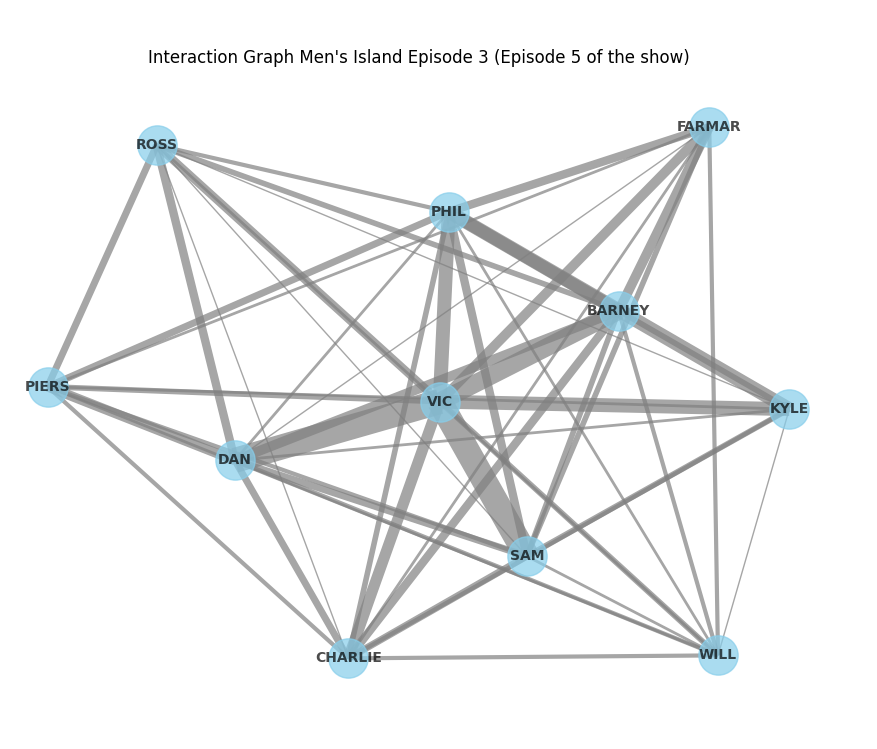 Interaction Graph Men's Island Episode 3 (Episode 5 of the show)
FARMAR
ROSS
PHIL
BARNEY
PIERS
VIC
KYLE
DAN
SAM
CHARLIE
WILL